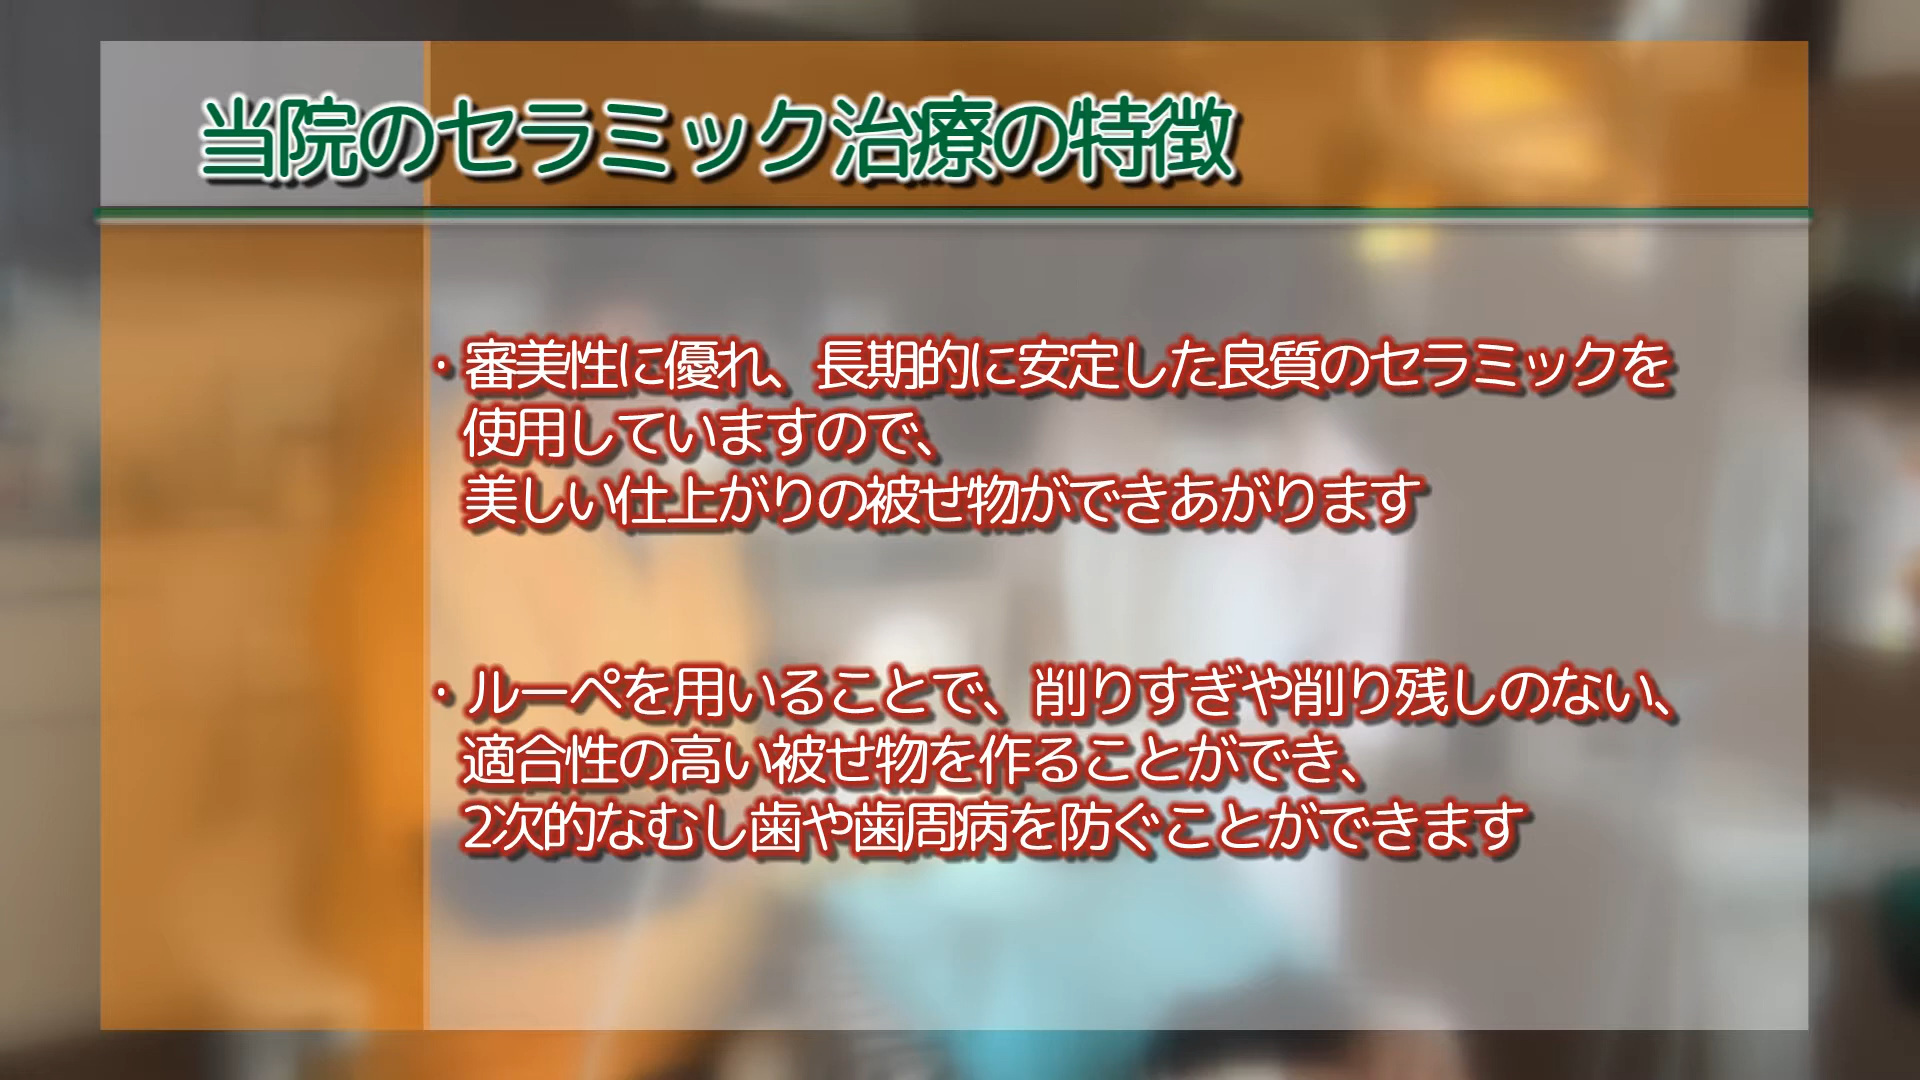 当院のセラミック治療の特徴
・審美性に優れ、長期的に安定した良質のセラミックを
使用していますので、
美しい仕上がりの被せ物ができあがります
・ルーペを用いることで、削りすぎや削り残しのない、
適合性の高い被せ物を作ることができ、
2次的なむし歯や歯周病を防ぐことができます